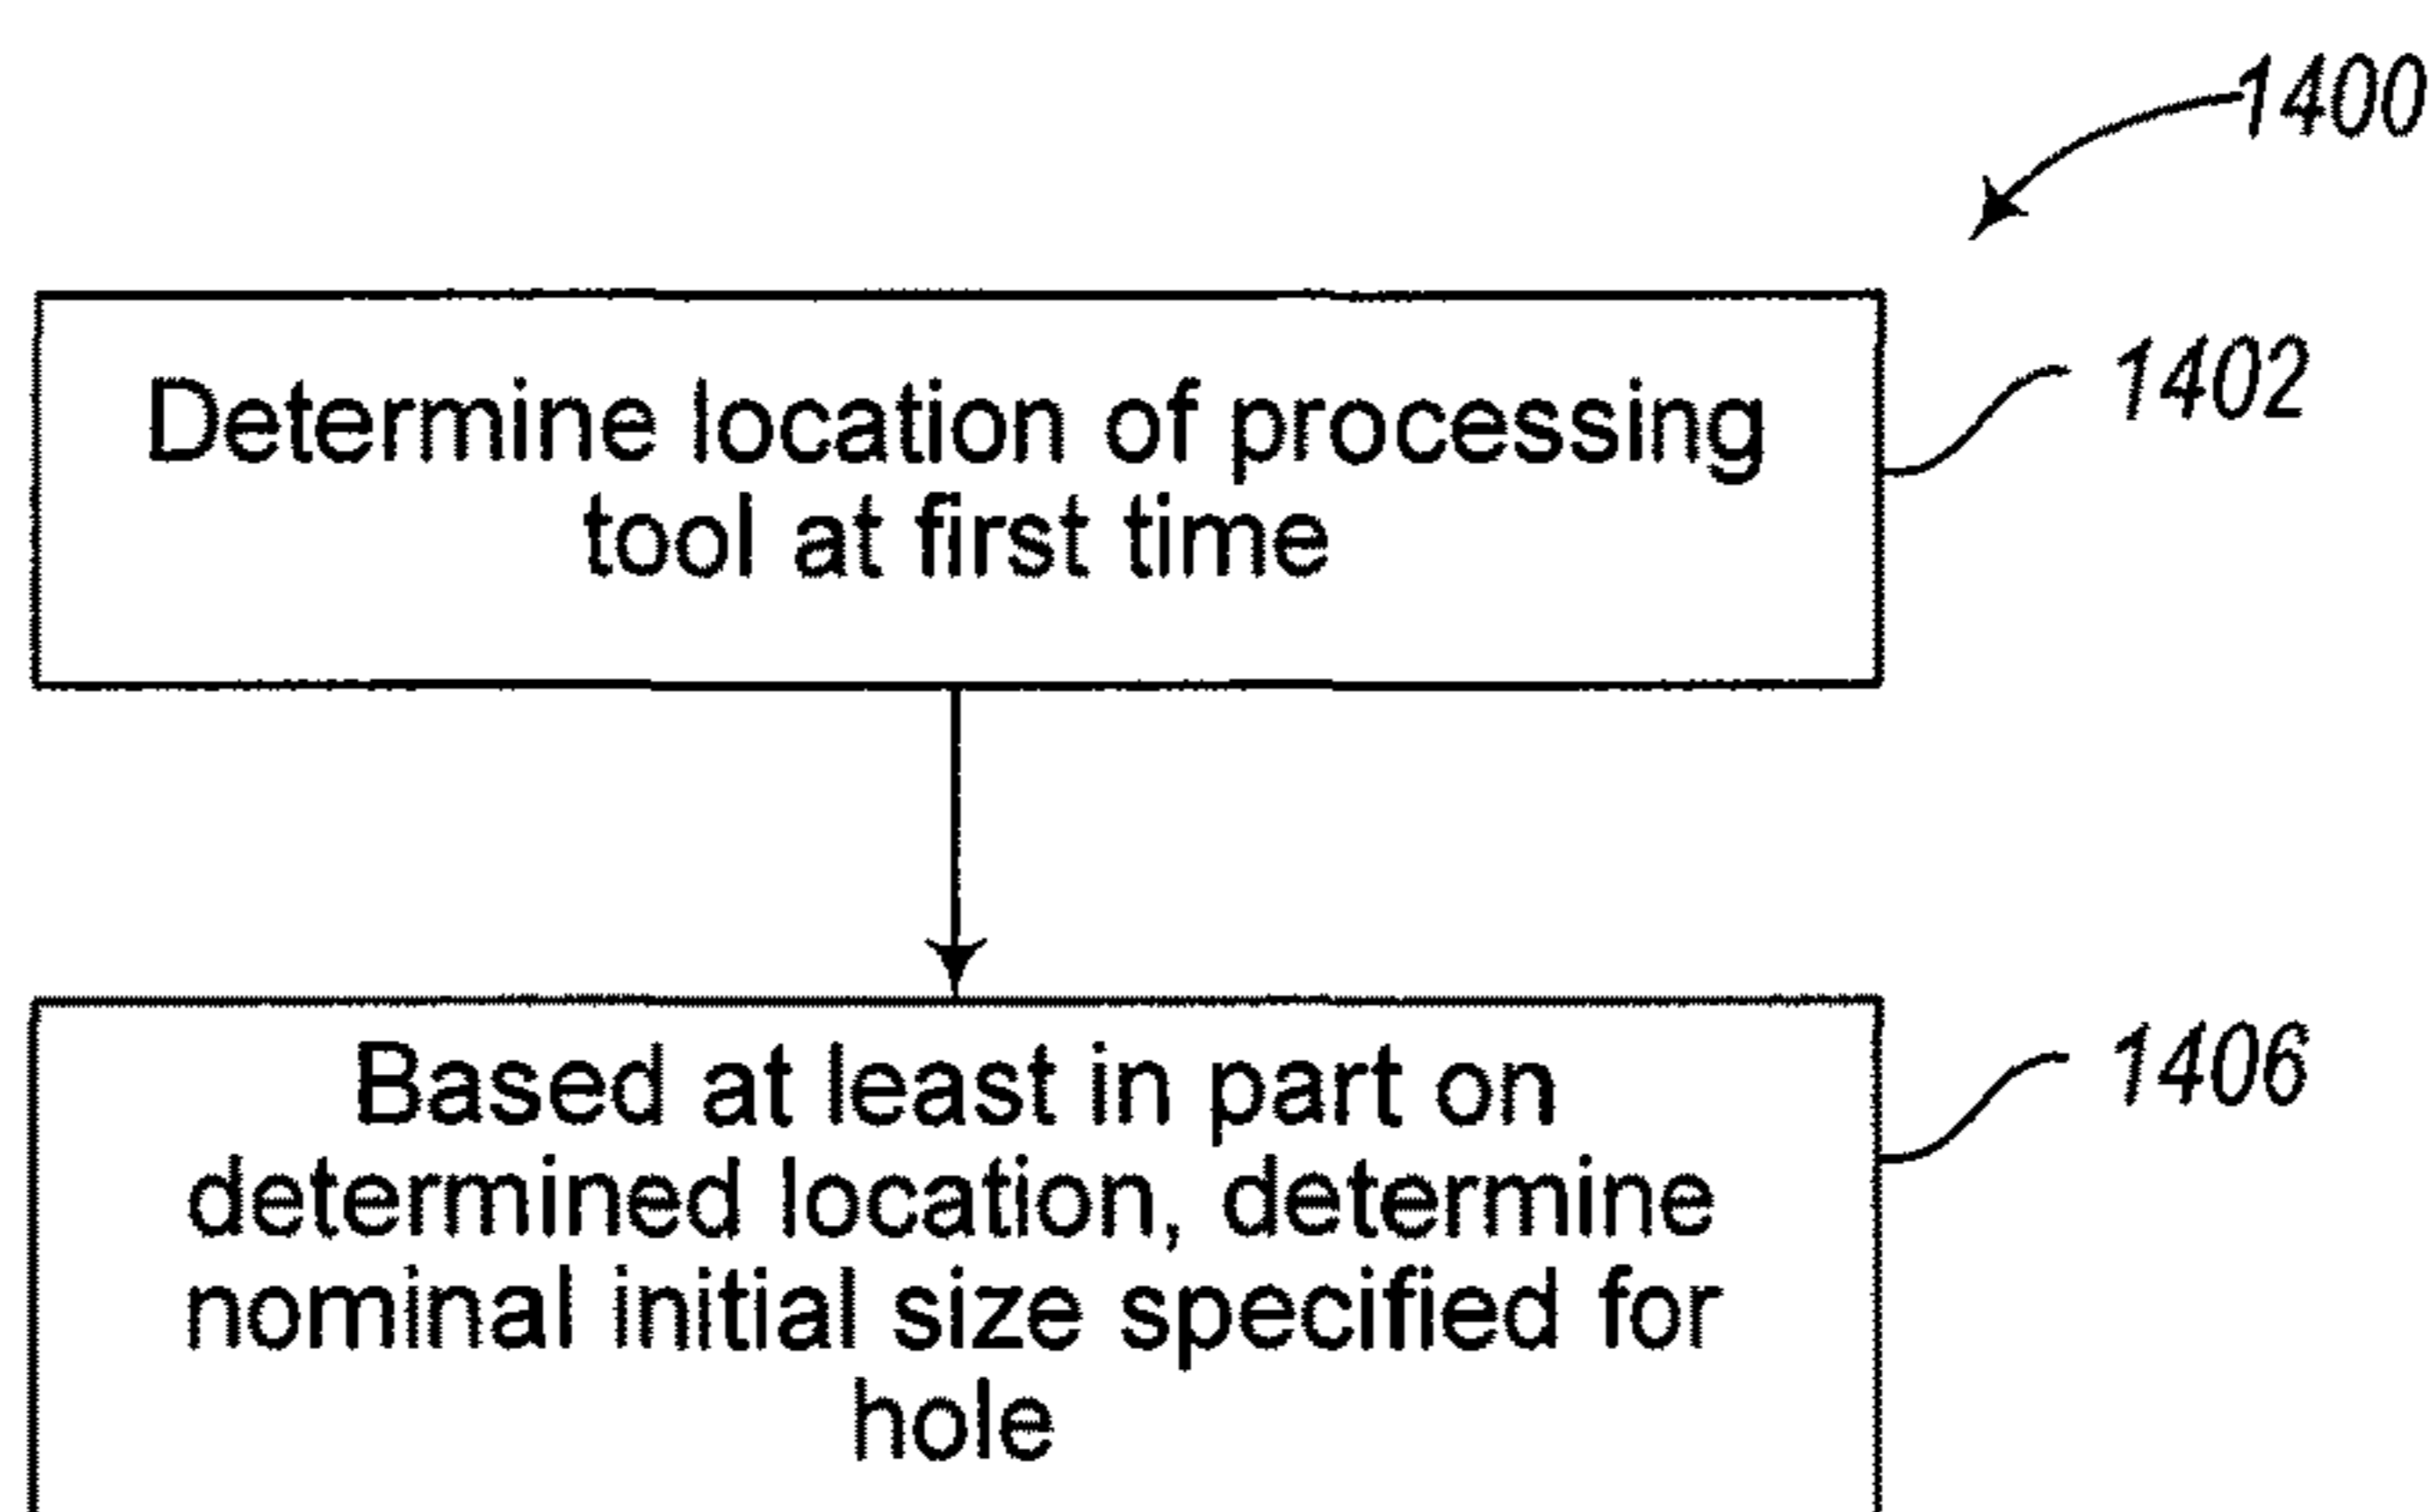 1400
Determine location of processing
tool at first time
1402
Based at least in part on
determined location, determine
nominal initial size specified for
hole
1406